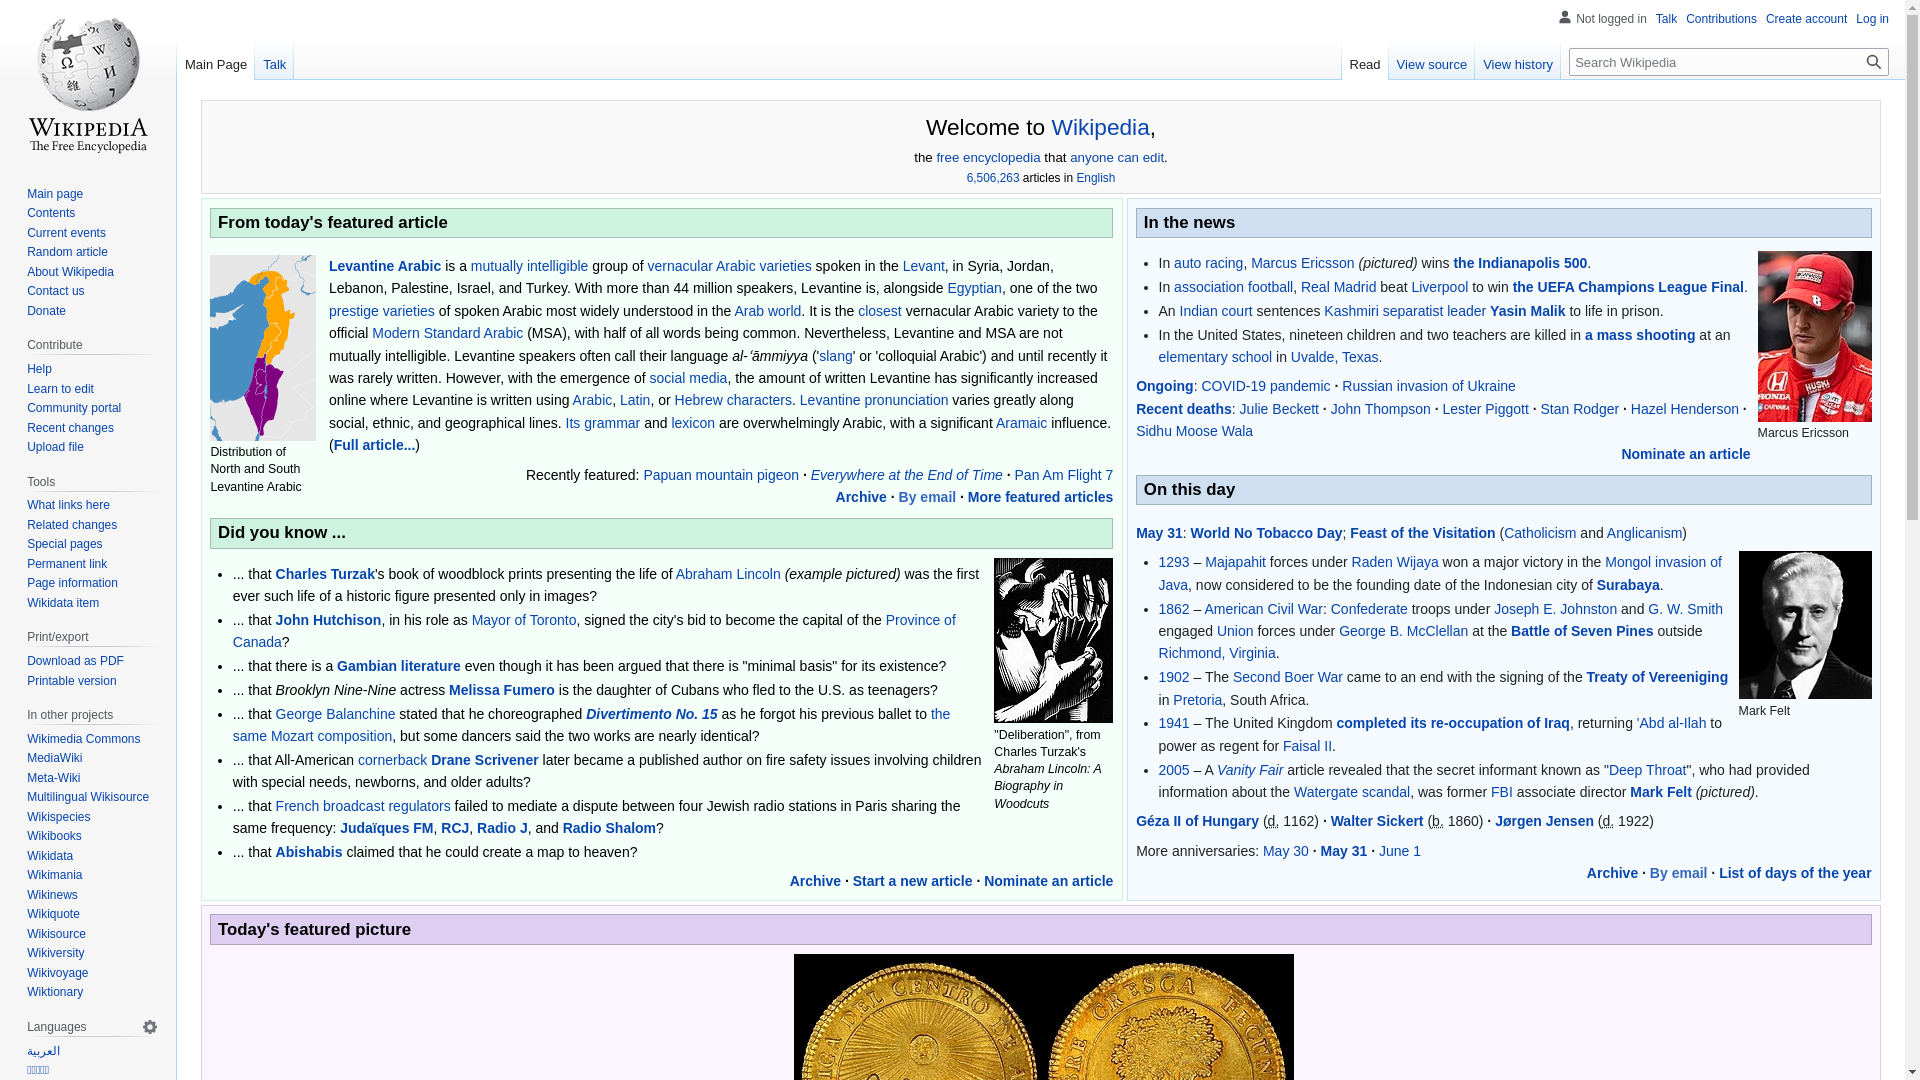 WIKIPEDIA
The Free Encyclopedia
Main page
Contents
Current events
Random article
About Wikipedia
Contact us
Donate
Contribute
Help
Learn to edit
Community portal
Recent changes
Upload file
Tools
What links here
Related changes
Special pages
Permanent link
Page information
Wikidata item
Print/export
Download as PDF
Printable version
In other projects
Wikimedia Commons
MediaWiki
Meta-Wiki
Multilingual Wikisource
Wikispecies
Wikibooks
Wikidata
Wikimania
Wikinews
Wikiquote
Wikisource
Wikiversity
Wikivoyage
Wiktionary
Languages
العربية
Not logged in Talk Contributions Create account Log in
Main Page Talk
Read View source View history Search Wikipedia
Welcome to Wikipedia,
the free encyclopedia that anyone can edit.
6,506,263 articles in English
From today's featured article
Distribution of
North and South
Levantine Arabic
Levantine Arabic is a mutually intelligible group of vernacular Arabic varieties spoken in the Levant, in Syria, Jordan,
Lebanon, Palestine, Israel, and Turkey. With more than 44 million speakers, Levantine is, alongside Egyptian, one of the two
prestige varieties of spoken Arabic most widely understood in the Arab world. It is the closest vernacular Arabic variety to the
official Modern Standard Arabic (MSA), with half of all words being common. Nevertheless, Levantine and MSA are not
mutually intelligible. Levantine speakers often call their language al-ʿāmmiyya ('slang' or 'colloquial Arabic') and until recently it
was rarely written. However, with the emergence of social media, the amount of written Levantine has significantly increased
online where Levantine is written using Arabic, Latin, or Hebrew characters. Levantine pronunciation varies greatly along
social, ethnic, and geographical lines. Its grammar and lexicon are overwhelmingly Arabic, with a significant Aramaic influence.
(Full article...)
Recently featured: Papuan mountain pigeon · Everywhere at the End of Time · Pan Am Flight 7
Archive · By email · More featured articles
Did you know ...
• ... that Charles Turzak's book of woodblock prints presenting the life of Abraham Lincoln (example pictured) was the first
ever such life of a historic figure presented only in images?
• ... that John Hutchison, in his role as Mayor of Toronto, signed the city's bid to become the capital of the Province of
Canada?
• ... that there is a Gambian literature even though it has been argued that there is "minimal basis" for its existence?
• ... that Brooklyn Nine-Nine actress Melissa Fumero is the daughter of Cubans who fled to the U.S. as teenagers?
• ... that George Balanchine stated that he choreographed Divertimento No. 15 as he forgot his previous ballet to the
same Mozart composition, but some dancers said the two works are nearly identical?
• ... that All-American cornerback Drane Scrivener later became a published author on fire safety issues involving children
with special needs, newborns, and older adults?
• ... that French broadcast regulators failed to mediate a dispute between four Jewish radio stations in Paris sharing the
same frequency: Judaïques FM, RCJ, Radio J, and Radio Shalom?
• ... that Abishabis claimed that he could create a map to heaven?
"Deliberation", from
Charles Turzak's
Abraham Lincoln: A
Biography in
Woodcuts
Archive · Start a new article · Nominate an article
In the news
• In auto racing, Marcus Ericsson (pictured) wins the Indianapolis 500.
• In association football, Real Madrid beat Liverpool to win the UEFA Champions League Final.
• An Indian court sentences Kashmiri separatist leader Yasin Malik to life in prison.
• In the United States, nineteen children and two teachers are killed in a mass shooting at an
elementary school in Uvalde, Texas.
Ongoing: COVID-19 pandemic · Russian invasion of Ukraine
Recent deaths: Julie Beckett · John Thompson · Lester Piggott · Stan Rodger · Hazel Henderson ·
Sidhu Moose Wala
Marcus Ericsson
Nominate an article
On this day
May 31: World No Tobacco Day; Feast of the Visitation (Catholicism and Anglicanism)
• 1293 – Majapahit forces under Raden Wijaya won a major victory in the Mongol invasion of
Java, now considered to be the founding date of the Indonesian city of Surabaya.
• 1862 – American Civil War: Confederate troops under Joseph E. Johnston and G. W. Smith
engaged Union forces under George B. McClellan at the Battle of Seven Pines outside
Richmond, Virginia.
• 1902 – The Second Boer War came to an end with the signing of the Treaty of Vereeniging
in Pretoria, South Africa.
• 1941 – The United Kingdom completed its re-occupation of Iraq, returning 'Abd al-Ilah to
power as regent for Faisal II.
• 2005 – A Vanity Fair article revealed that the secret informant known as "Deep Throat", who had provided
information about the Watergate scandal, was former FBI associate director Mark Felt (pictured).
Mark Felt
Géza II of Hungary (d. 1162) · Walter Sickert (b. 1860) · Jørgen Jensen (d. 1922)
More anniversaries: May 30 · May 31 · June 1
Archive · By email · List of days of the year
Today's featured picture